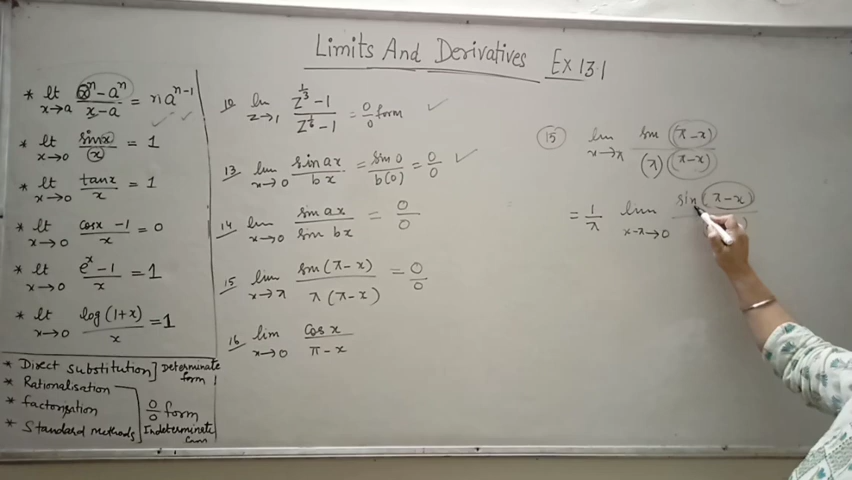 Limits And Derivatives Ex 13.1
* lt x→a (xⁿ - aⁿ)/(x - a) = n aⁿ⁻¹
* lt x→0 sinx/(x) = 1
* lt x→0 tanx/x = 1
* lt x→0 (cosx - 1)/x = 0
* lt x→0 (eˣ - 1)/x = 1
* lt x→0 log(1+x)/x = 1
* Direct substitution ] Determinate form
* Rationalisation
* factorisation
* Standard methods ] 0/0 form Indeterminate
lim z→1 (z^(1/3) - 1)/(z^(1/6) - 1) = 0/0 form ✓
13 lim x→0 sin ax/bx = sin 0/b(0) = 0/0 ✓
14 lim x→0 sin ax/sin bx = 0/0
15 lim x→π sin(π-x)/π(π-x) = 0/0
16 lim x→0 cos x/(π-x)
15 lim x→π sin(π-x)/(π)(π-x)
= 1/π lim x-π→0 sin(π-x)